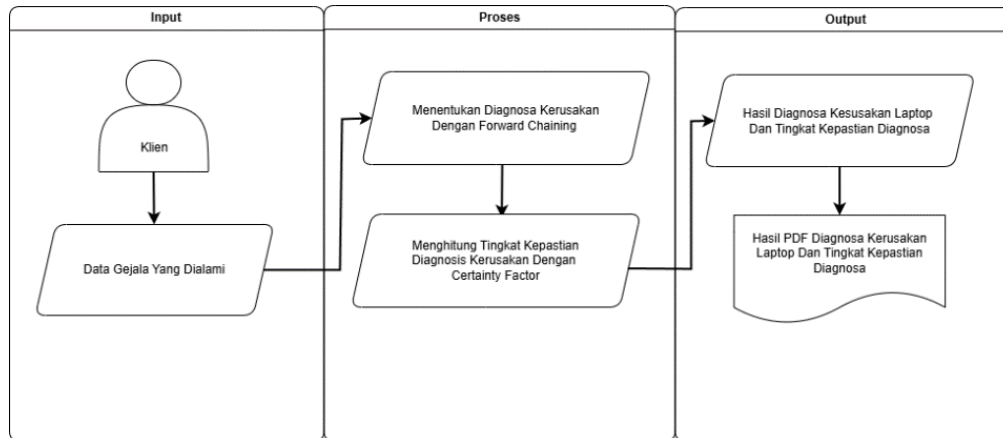 Input
Proses
Output
Klien
Data Gejala Yang Dialami
Menentukan Diagnosa Kerusakan
Dengan Forward Chaining
Menghitung Tingkat Kepastian
Diagnosis Kerusakan Dengan
Certainty Factor
Hasil Diagnosa Kesusakan Laptop
Dan Tingkat Kepastian Diagnosa
Hasil PDF Diagnosa Kerusakan
Laptop Dan Tingkat Kepastian
Diagnosa